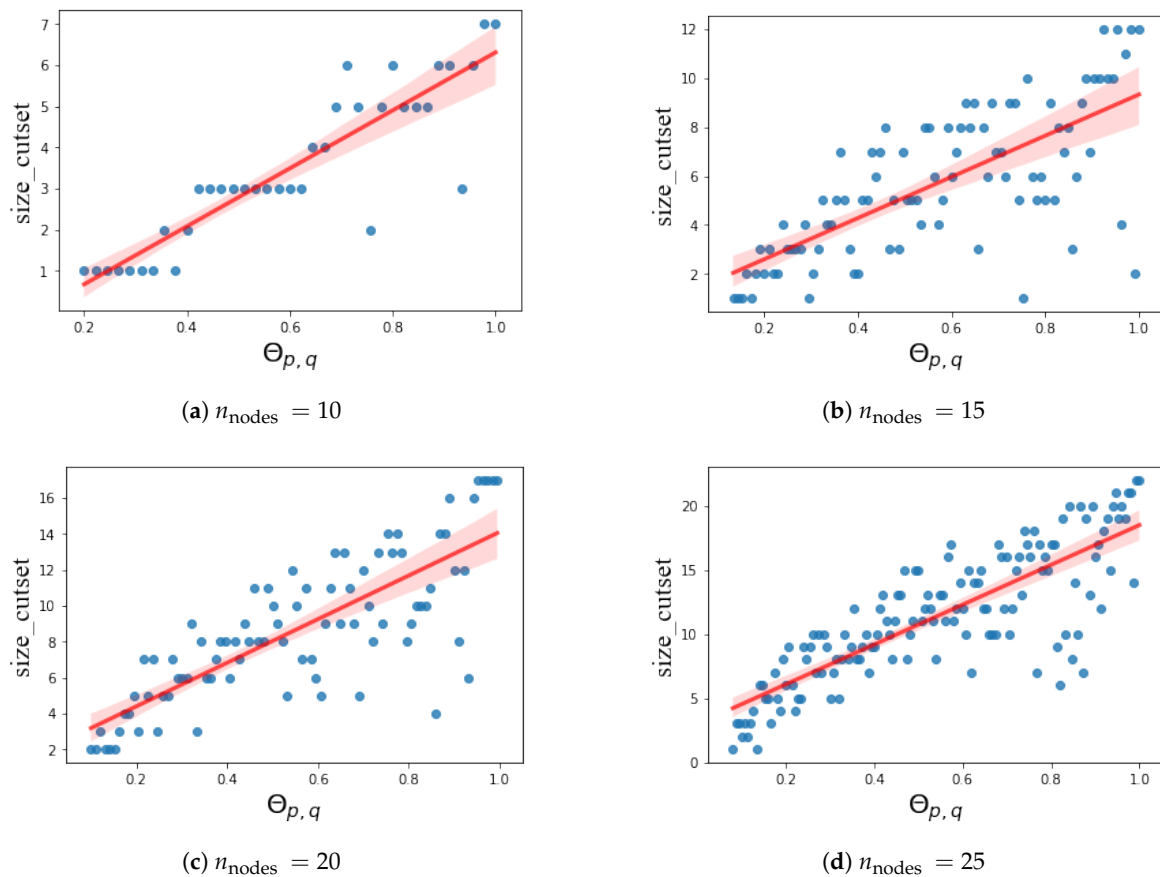 7
6
5
4
3
2
1
size_cutset
0.2 0.4 0.6 0.8 1.0
Θp, q
(a) nnodes = 10
12
10
8
6
4
2
size_cutset
0.2 0.4 0.6 0.8 1.0
Θp, q
(b) nnodes = 15
16
14
12
10
8
6
4
2
size_cutset
0.2 0.4 0.6 0.8 1.0
Θp, q
(c) nnodes = 20
20
15
10
5
0
size_cutset
0.2 0.4 0.6 0.8 1.0
Θp, q
(d) nnodes = 25